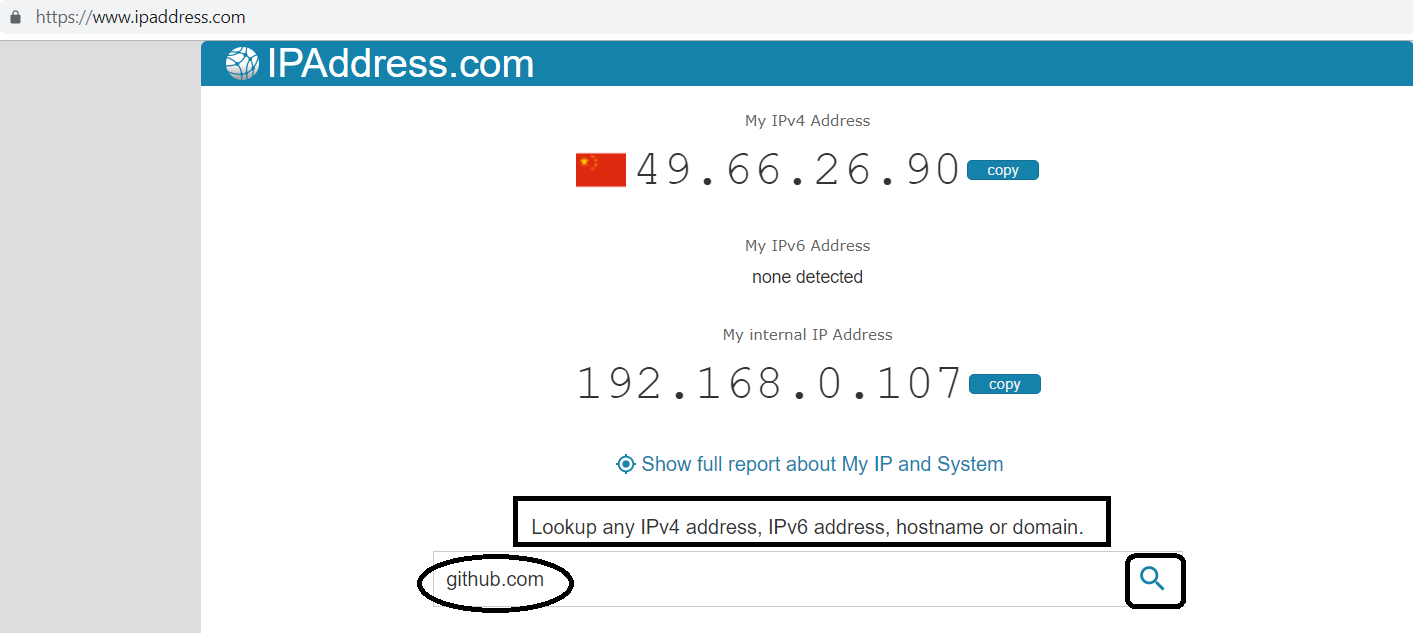 https://www.ipaddress.com
IPAddress.com
My IPv4 Address
49.66.26.90 copy
My IPv6 Address
none detected
My internal IP Address
192.168.0.107 copy
Show full report about My IP and System
Lookup any IPv4 address, IPv6 address, hostname or domain.
github.com